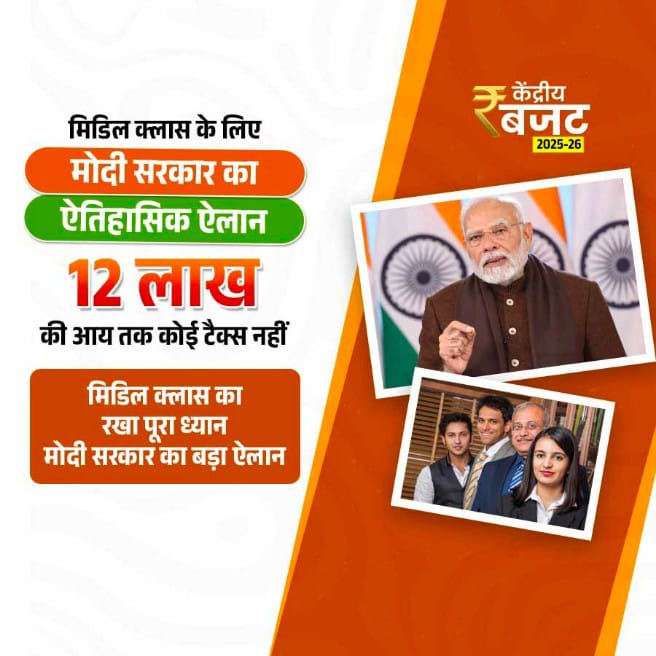 मिडिल क्लास के लिए
मोदी सरकार का
ऐतिहासिक ऐलान
12 लाख
की आय तक कोई टैक्स नहीं
मिडिल क्लास का
रखा पूरा ध्यान
मोदी सरकार का बड़ा ऐलान
केंद्रीय
बजट
2025-26